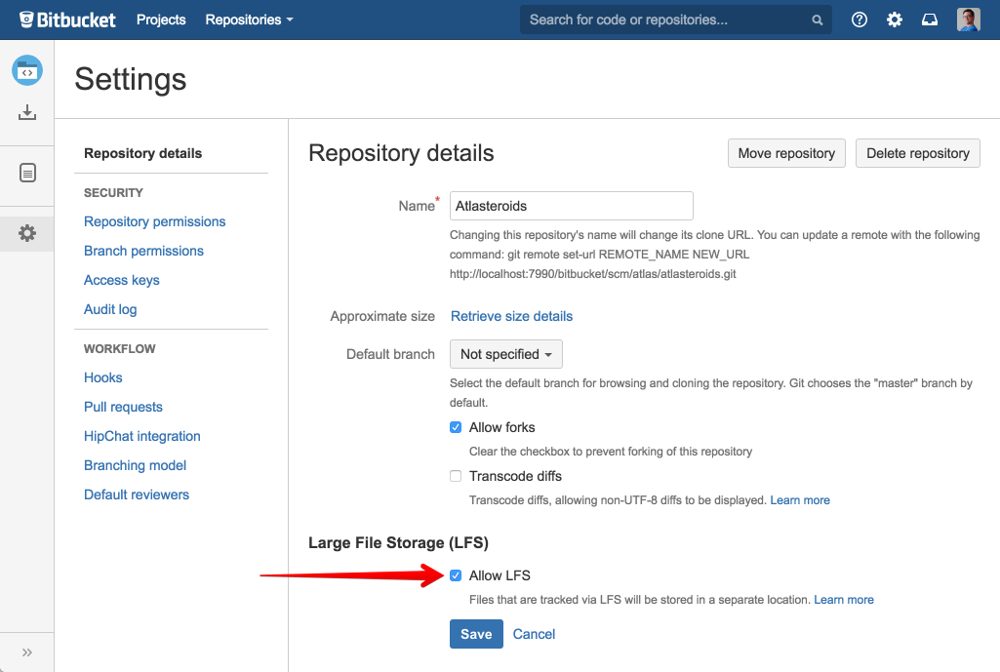 Bitbucket Projects Repositories Search for code or repositories...
Settings
Repository details
SECURITY
Repository permissions
Branch permissions
Access keys
Audit log
WORKFLOW
Hooks
Pull requests
HipChat integration
Branching model
Default reviewers
Repository details Move repository Delete repository
Name* Atlasteroids
Changing this repository's name will change its clone URL. You can update a remote with the following
command: git remote set-url REMOTE_NAME NEW_URL
http://localhost:7990/bitbucket/scm/atlas/atlasteroids.git
Approximate size Retrieve size details
Default branch Not specified
Select the default branch for browsing and cloning the repository. Git chooses the "master" branch by
default.
Allow forks
Clear the checkbox to prevent forking of this repository
Transcode diffs
Transcode diffs, allowing non-UTF-8 diffs to be displayed. Learn more
Large File Storage (LFS)
Allow LFS
Files that are tracked via LFS will be stored in a separate location. Learn more
Save Cancel